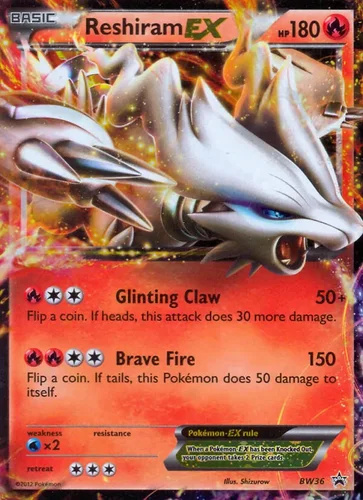 BASIC
Reshiram EX HP 180
Glinting Claw 50+
Flip a coin. If heads, this attack does 30 more damage.
Brave Fire 150
Flip a coin. If tails, this Pokémon does 50 damage to
itself.
weakness resistance
×2
Pokémon-EX rule
When a Pokémon-EX has been Knocked Out,
your opponent takes 2 Prize cards.
retreat
©2012 Pokémon Illus. Shizurow BW36